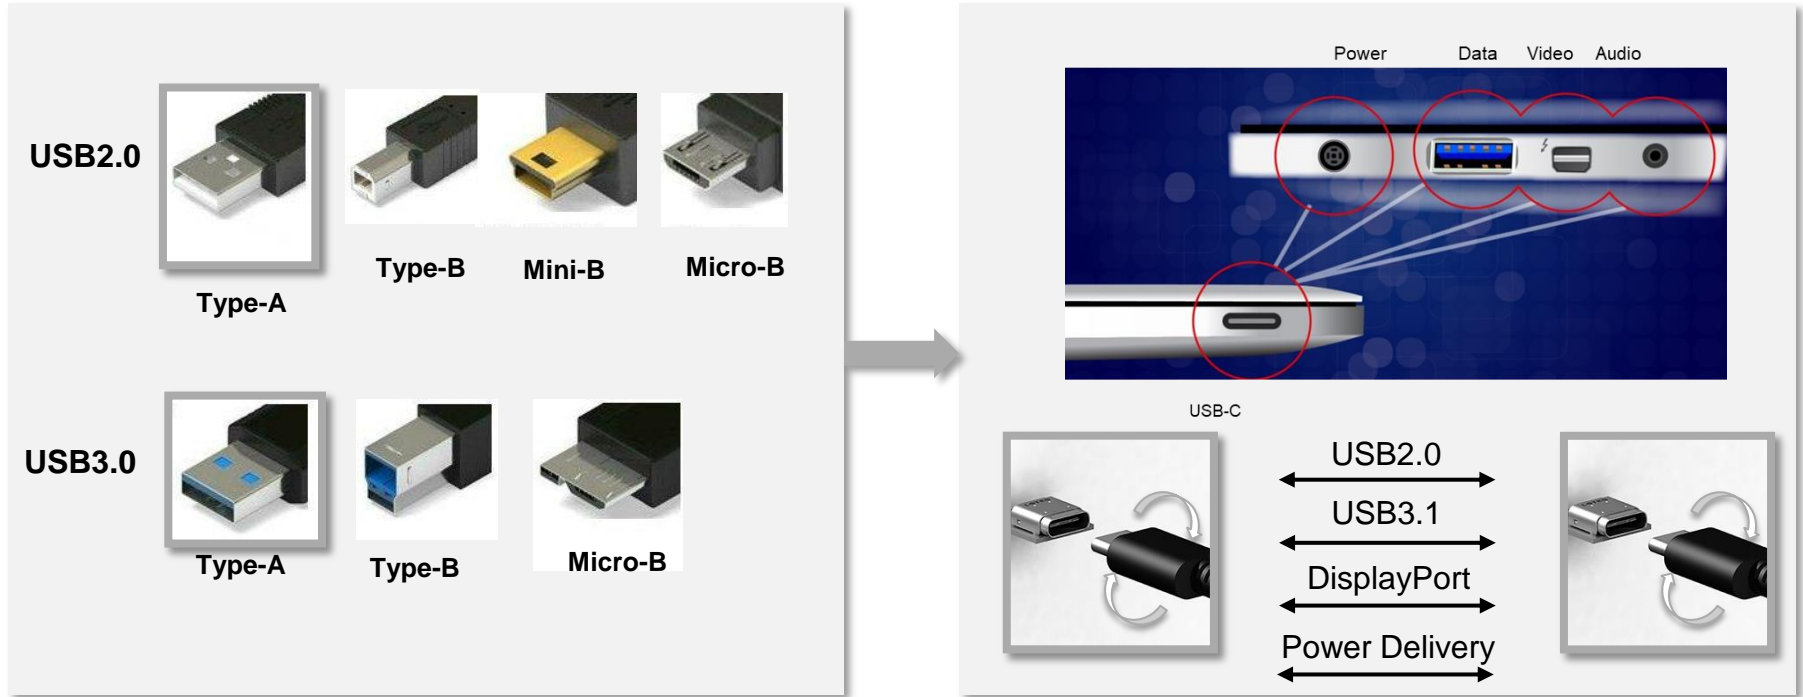 USB2.0
Type-A
Type-B
Mini-B
Micro-B
USB3.0
Type-A
Type-B
Micro-B
Power
Data
Video
Audio
USB-C
USB2.0
USB3.1
DisplayPort
Power Delivery